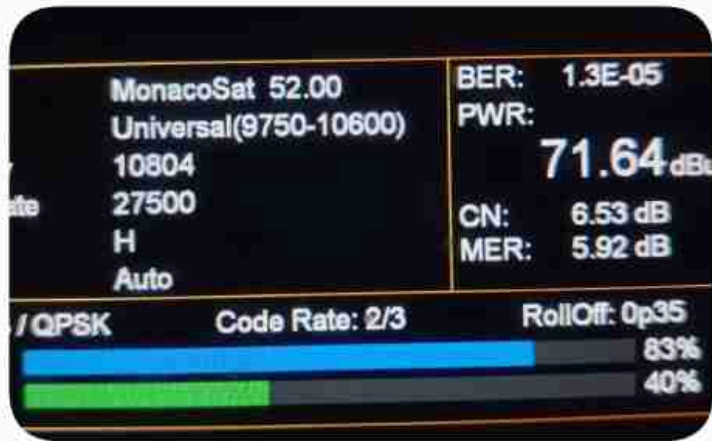 MonacoSat 52.00
Universal(9750-10600)
10804
27500
H
Auto
BER: 1.3E-05
PWR:
71.64 dBu
CN: 6.53 dB
MER: 5.92 dB
/ QPSK Code Rate: 2/3 RollOff: 0p35
83%
40%